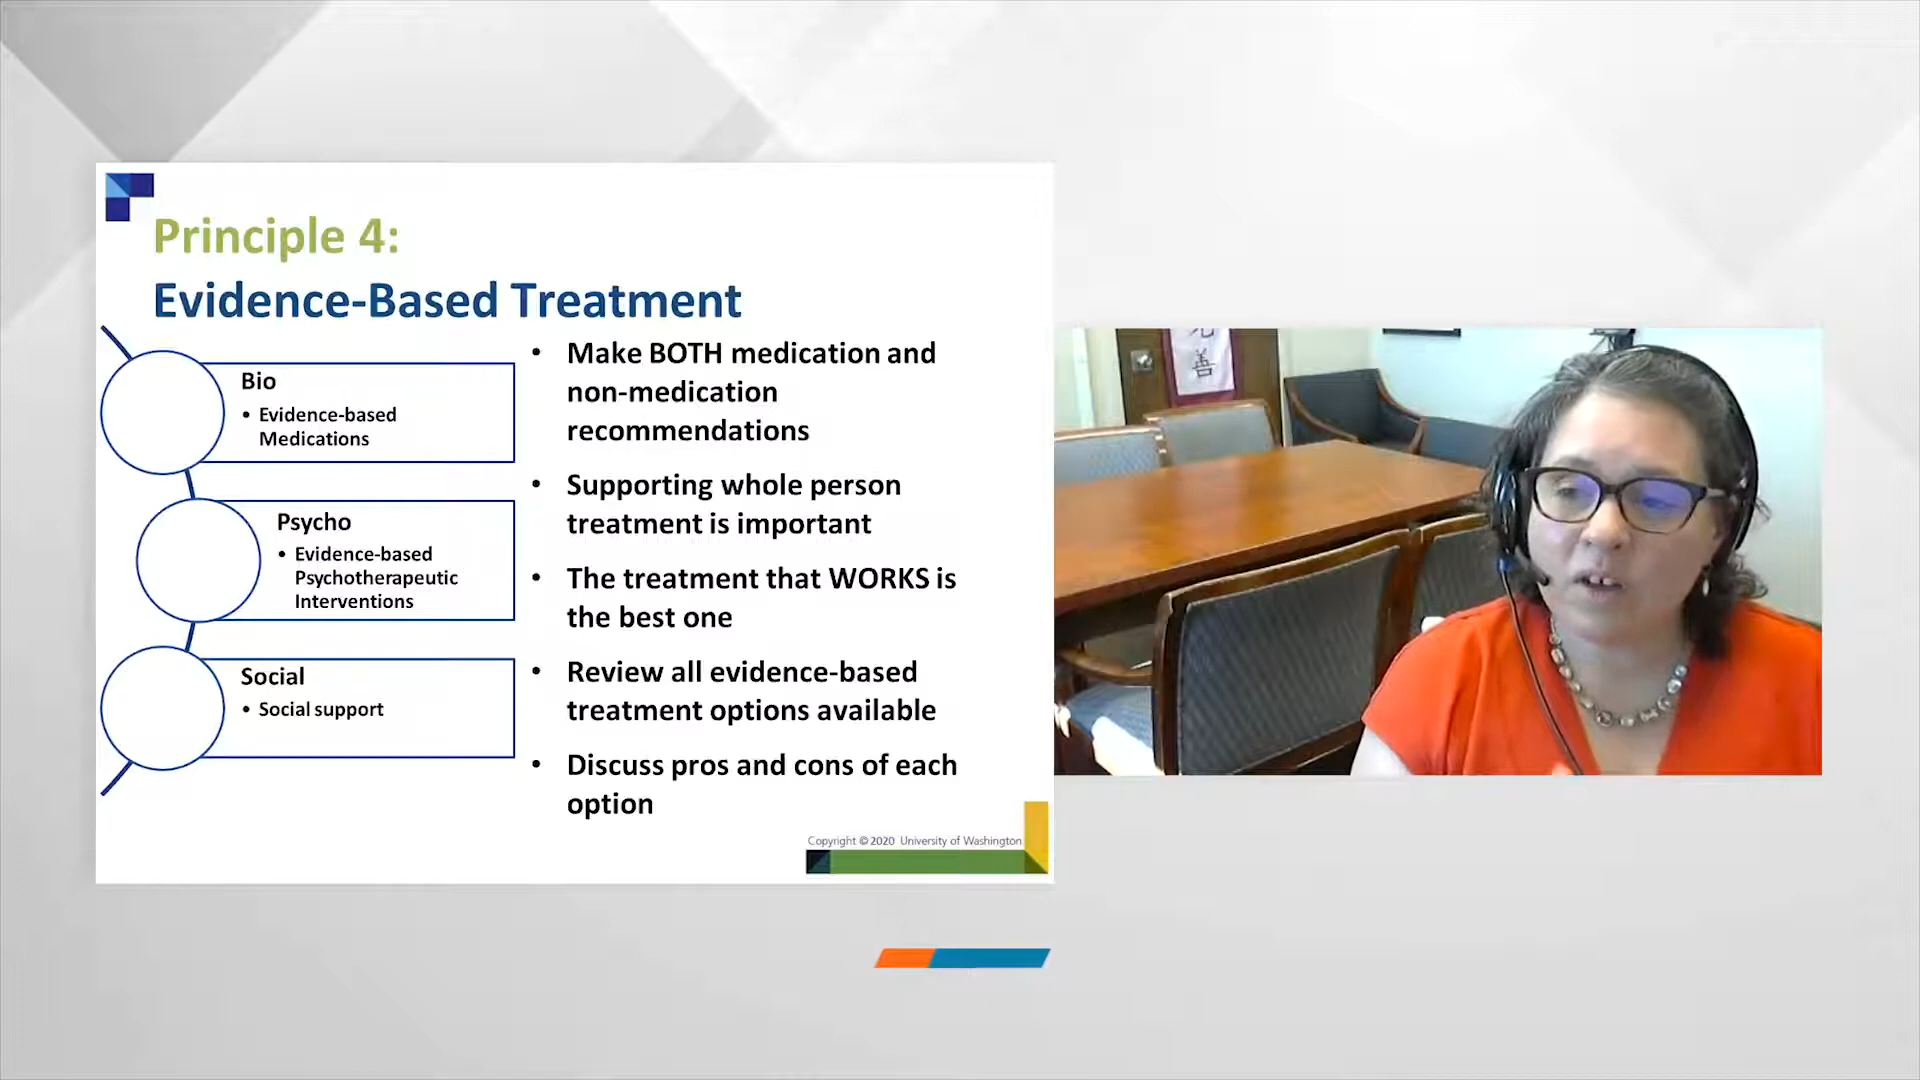 Principle 4:
Evidence-Based Treatment
Bio
• Evidence-based
Medications
Psycho
• Evidence-based
Psychotherapeutic
Interventions
Social
• Social support
• Make BOTH medication and
non-medication
recommendations
• Supporting whole person
treatment is important
• The treatment that WORKS is
the best one
• Review all evidence-based
treatment options available
• Discuss pros and cons of each
option
Copyright © 2020 University of Washington
善